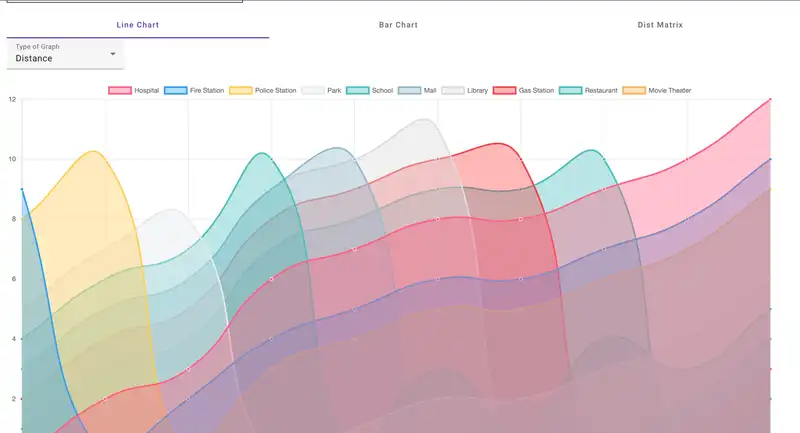 Line Chart Bar Chart Dist Matrix
Type of Graph
Distance
Hospital Fire Station Police Station Park School Mall Library Gas Station Restaurant Movie Theater
12
10
8
6
4
2